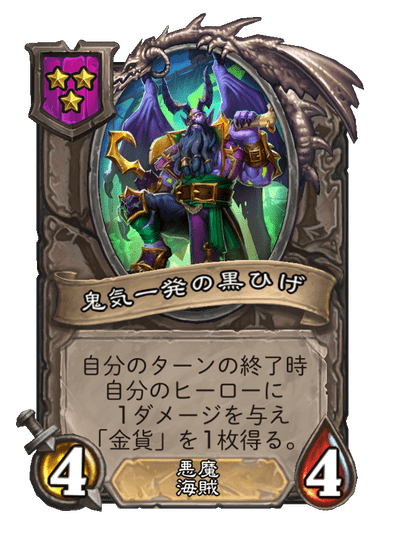 鬼気一発の黒ひげ
自分のターンの終了時
自分のヒーローに
1ダメージを与え
「金貨」を1枚得る。
4
悪魔
海賊
4